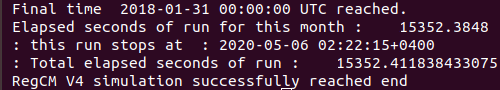 Final time  2018-01-31 00:00:00 UTC reached.
Elapsed seconds of run for this month :    15352.3848
: this run stops at  : 2020-05-06 02:22:15+0400
: Total elapsed seconds of run :    15352.411838433075
RegCM V4 simulation successfully reached end